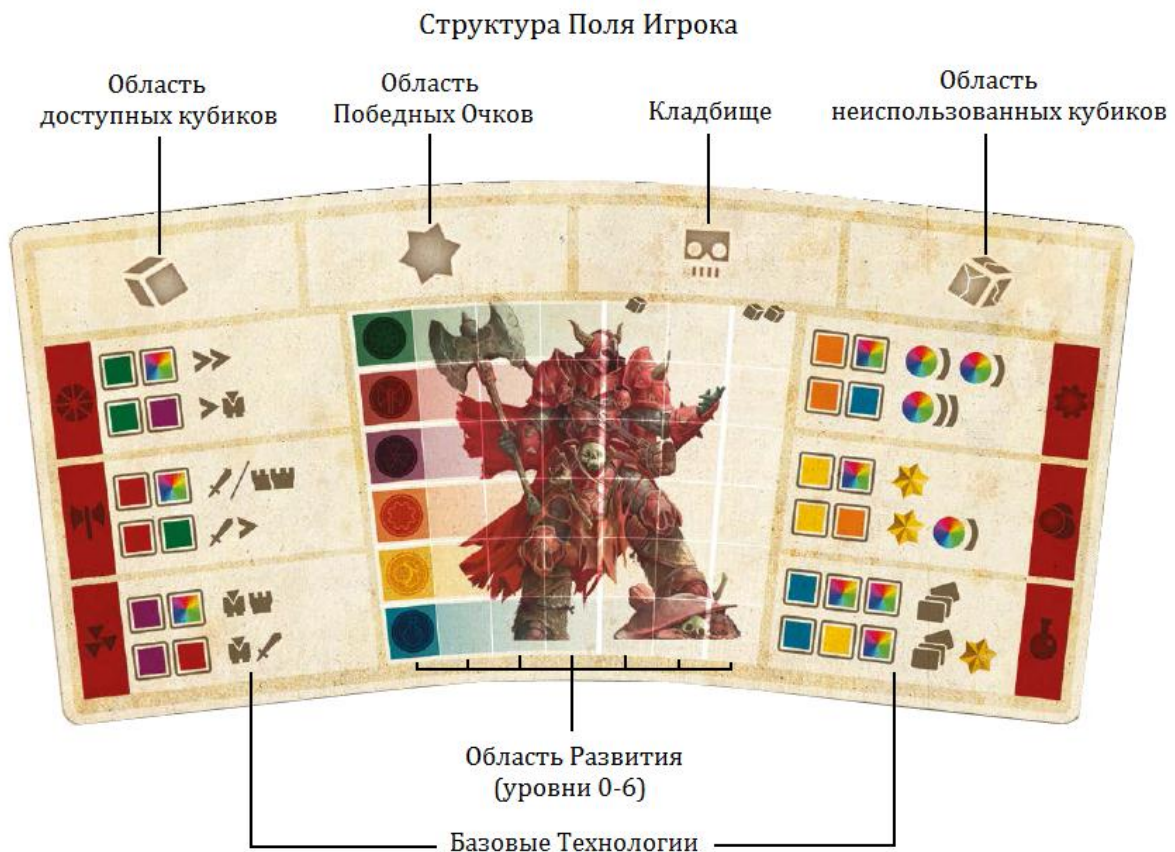 Структура Поля Игрока
Область
доступных кубиков
Область
Победных Очков
Кладбище
Область
неиспользованных кубиков
Область Развития
(уровни 0-6)
Базовые Технологии